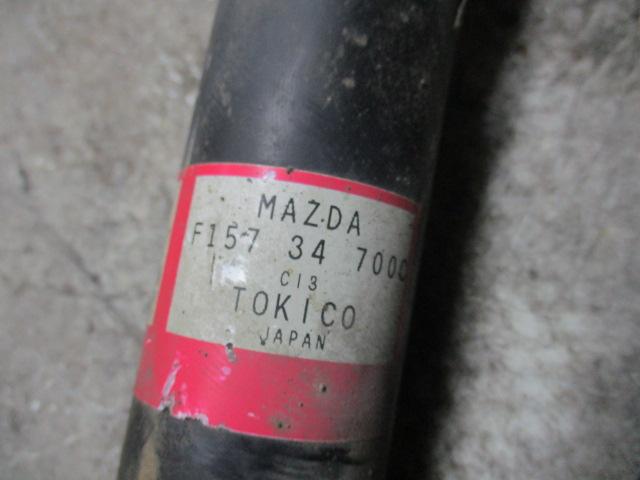 MAZDA
F157 34 700C
C13
TOKICO
JAPAN